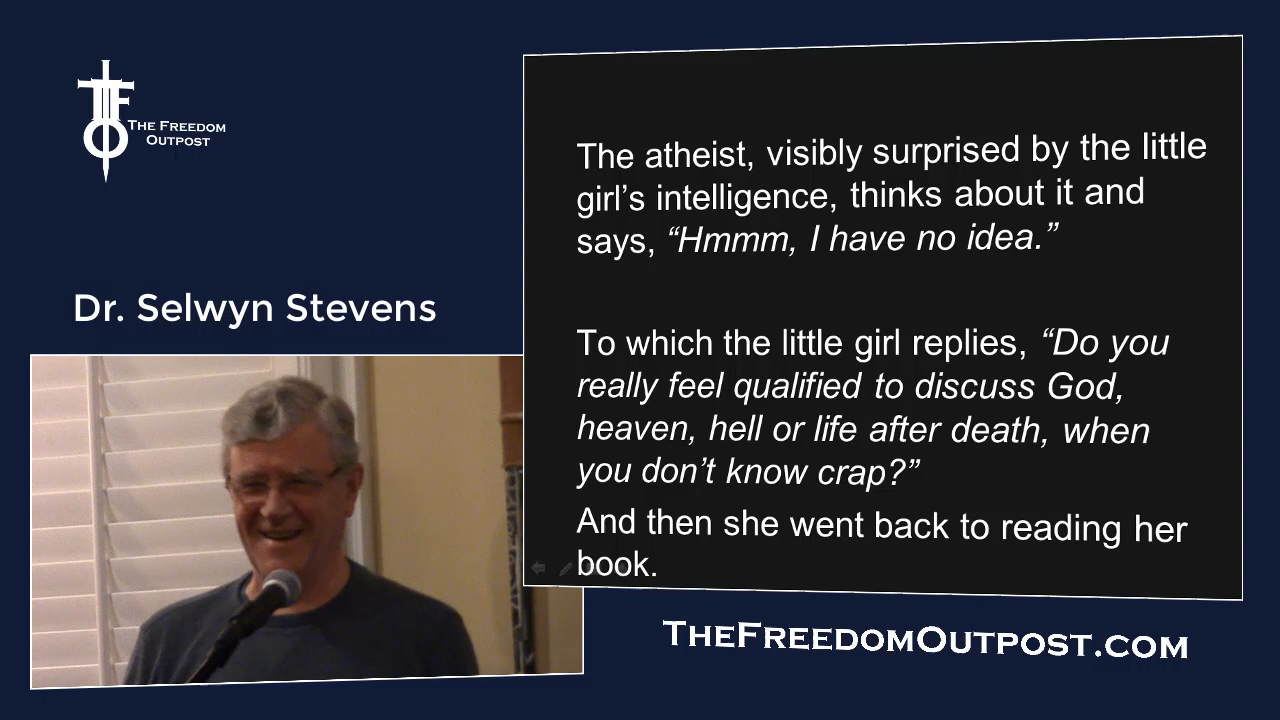 The Freedom
Outpost
Dr. Selwyn Stevens
The atheist, visibly surprised by the little
girl’s intelligence, thinks about it and
says, “Hmmm, I have no idea.”
To which the little girl replies, “Do you
really feel qualified to discuss God,
heaven, hell or life after death, when
you don’t know crap?”
And then she went back to reading her
book.
TheFreedomOutpost.com